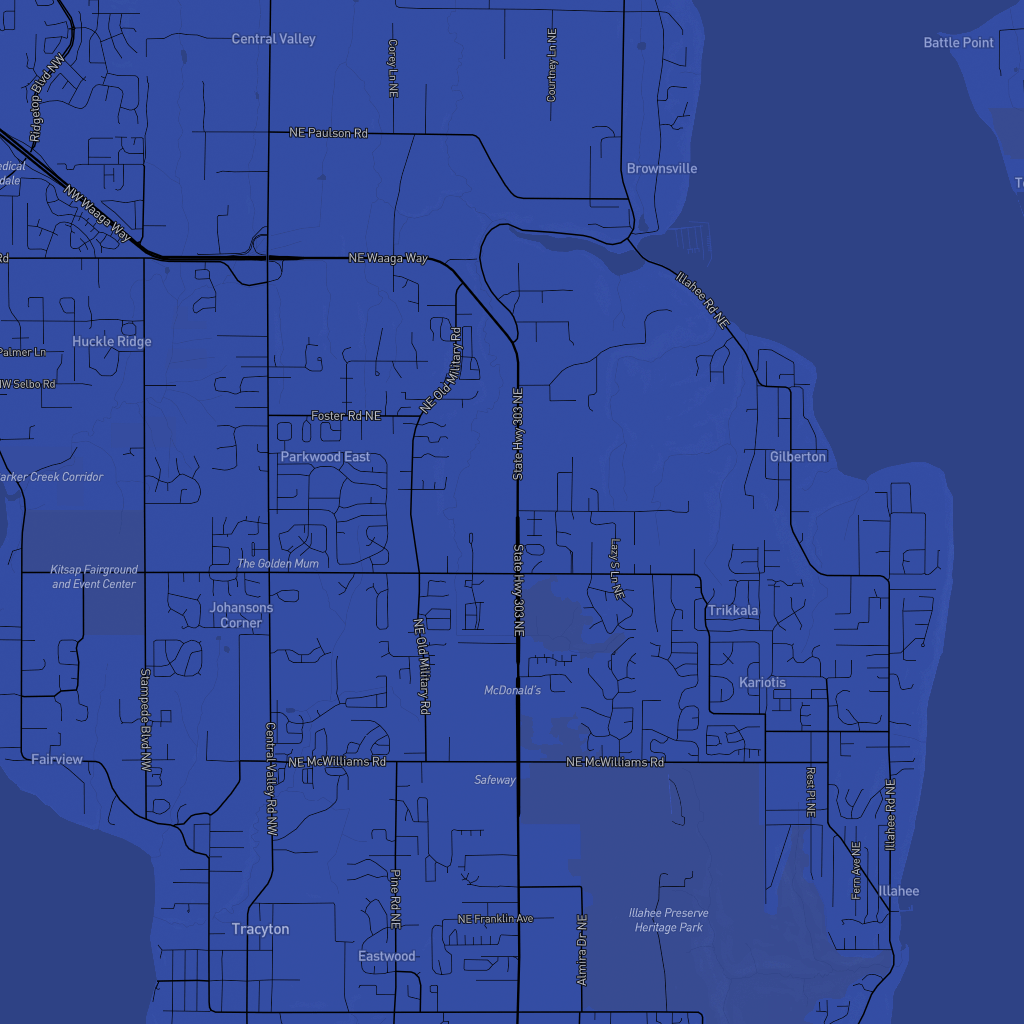 Central Valley
Battle Point
Corey Ln NE
Courtney Ln NE
Ridgetop Blvd NW
NE Paulson Rd
Brownsville
edical
dale
To
NW Waaga Way
NE Waaga Way
Rd
Illahee Rd NE
Huckle Ridge
Palmer Ln
NW Selbo Rd
NE Old Military Rd
State Hwy 303 NE
Foster Rd NE
Parkwood East
Gilberton
arker Creek Corridor
Kitsap Fairground
and Event Center
The Golden Mum
State Hwy 303 NE
Lazy S Ln NE
Johansons
Corner
Trikkala
NE Old Military Rd
Stampede Blvd NW
McDonald's
Kariotis
Central Valley Rd NW
Fairview
NE McWilliams Rd
NE McWilliams Rd
Safeway
Rest Pl NE
Illahee Rd NE
Fern Ave NE
Pine Rd NE
Illahee
NE Franklin Ave
Illahee Preserve
Heritage Park
Almira Dr NE
Tracyton
Eastwood